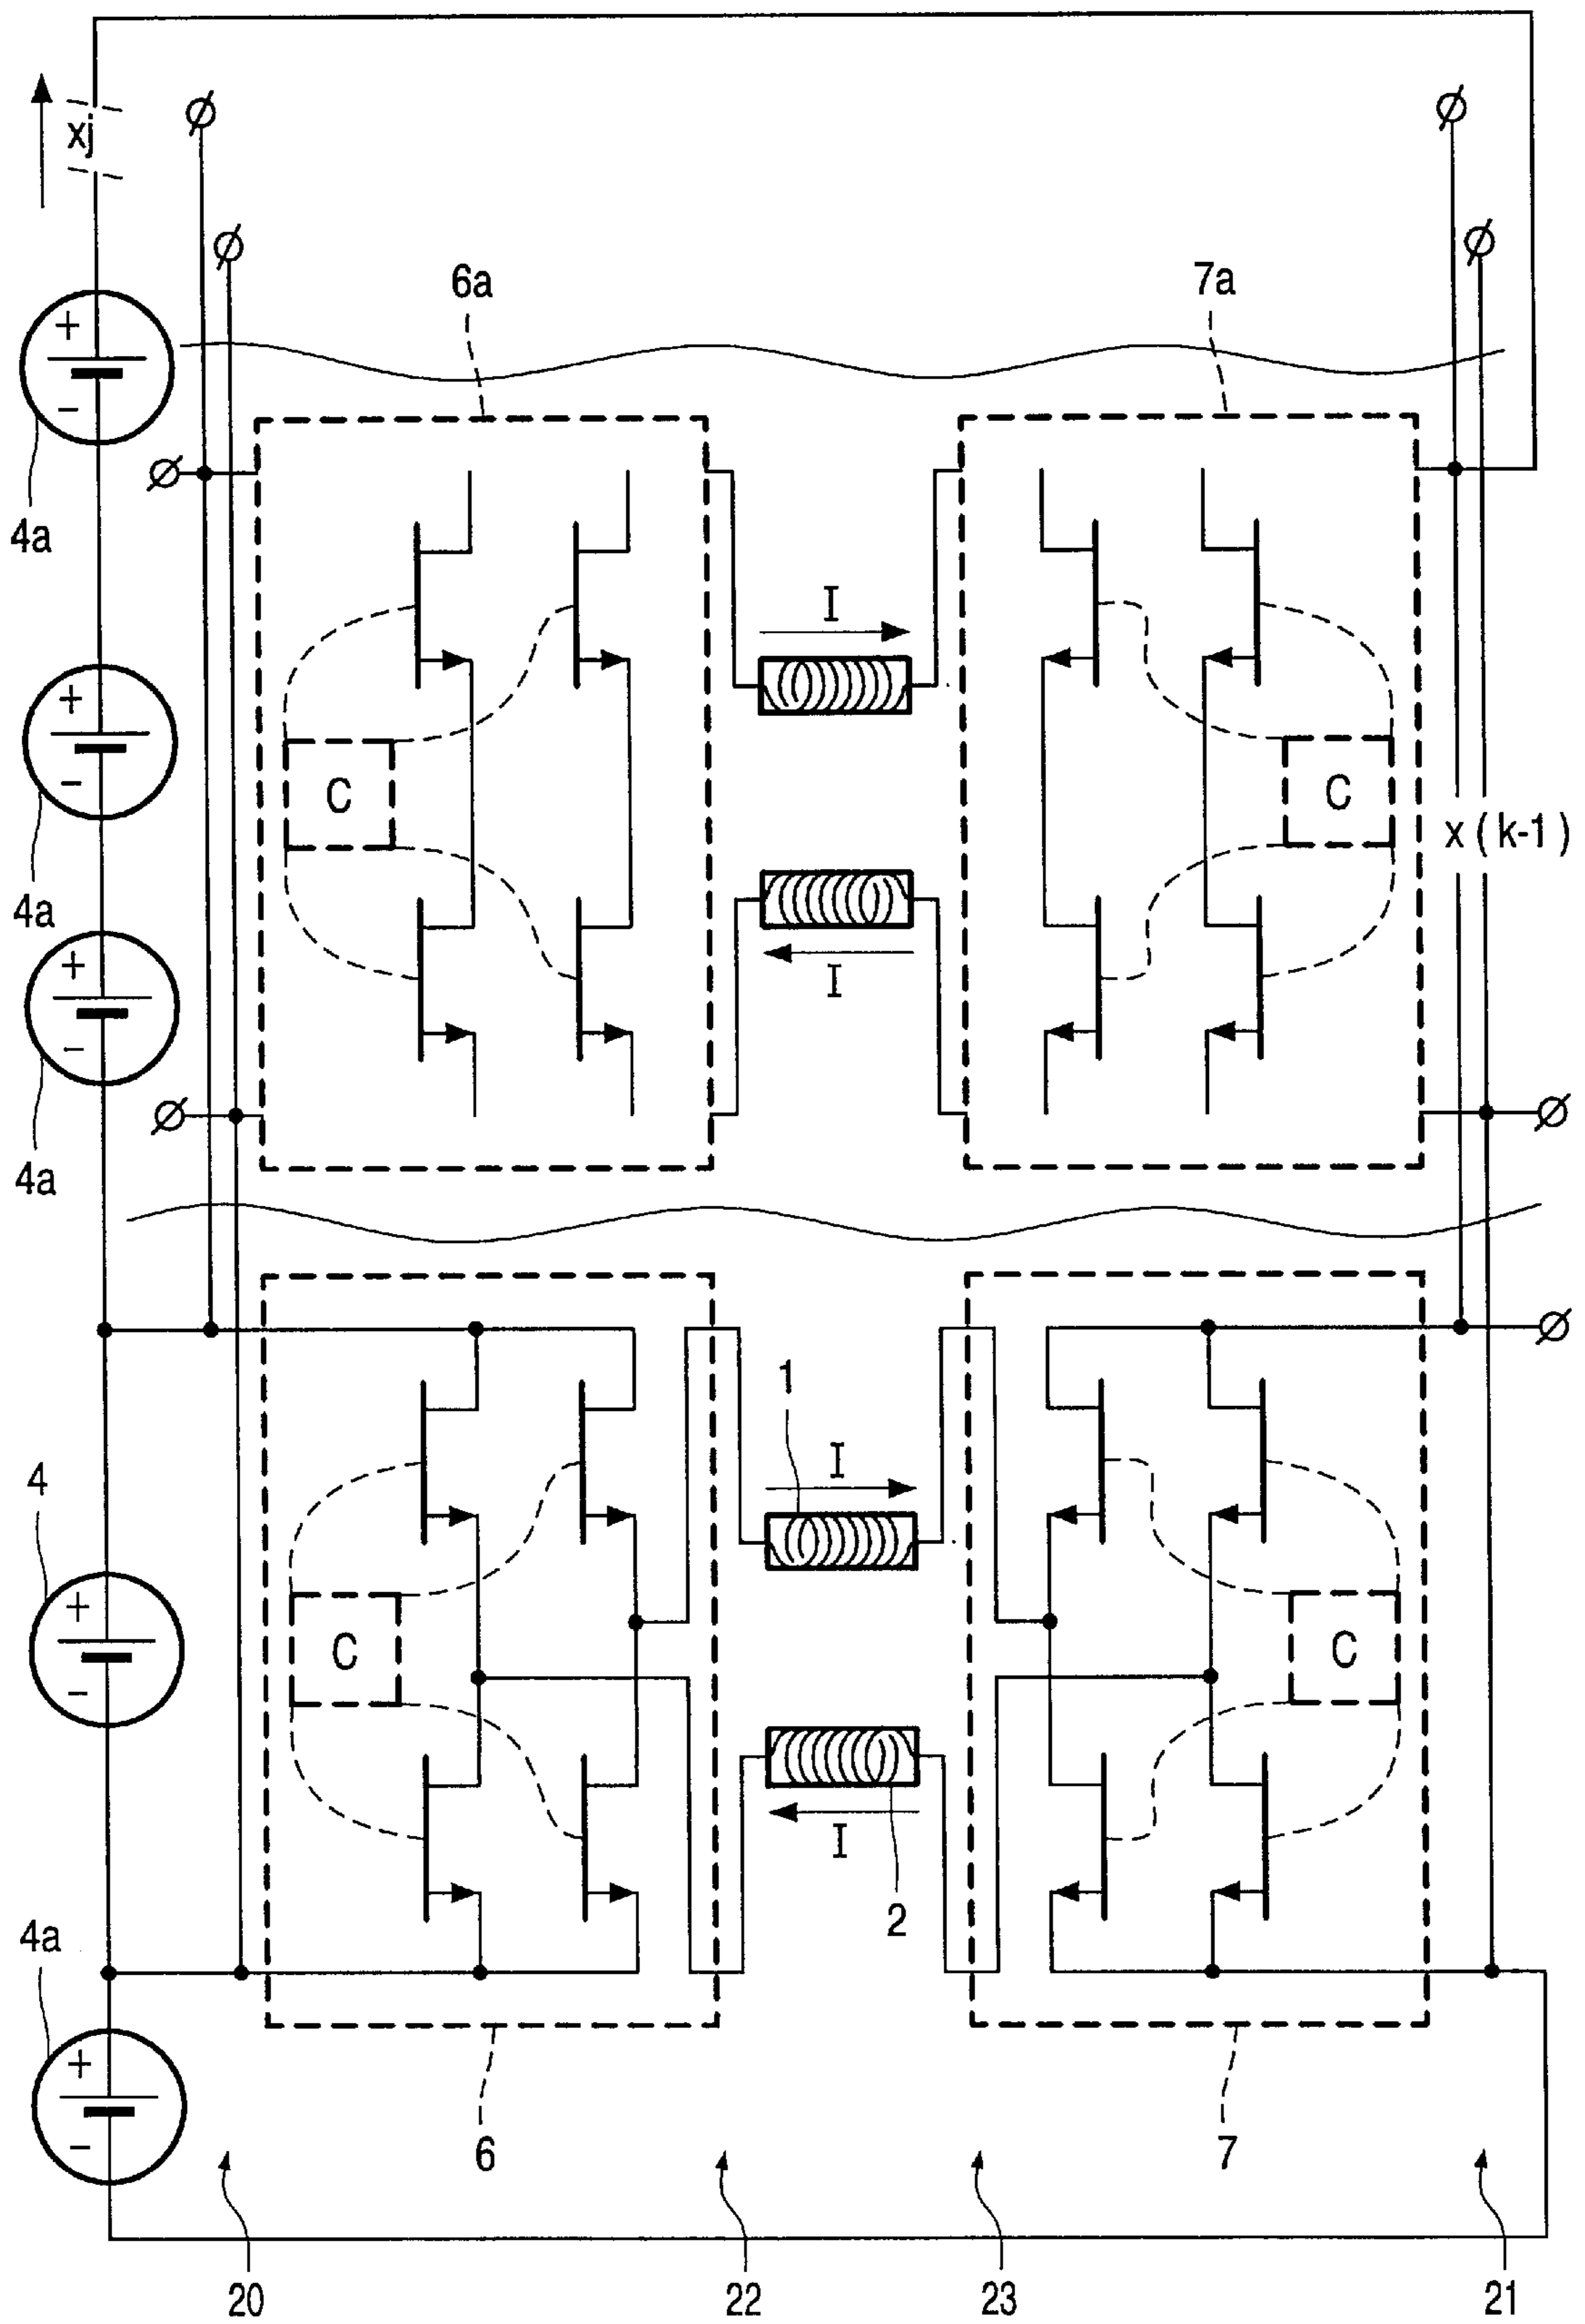 xj
ø
ø
ø
ø
6a
7a
+
-
4a
ø
I
+
-
4a
C
C
x (k-1)
+
-
4a
I
ø
ø
ø
1
4
I
+
-
C
C
I
2
4a
+
-
6
7
20
22
23
21